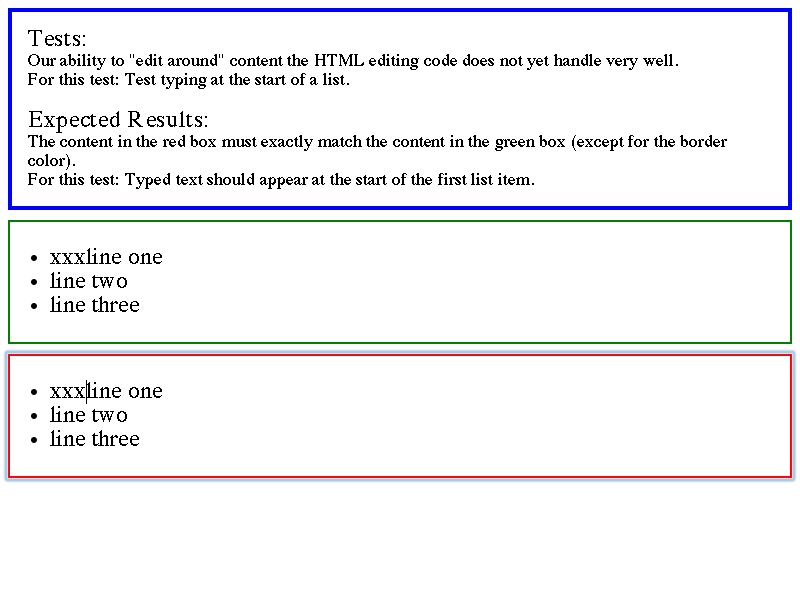 Tests:
Our ability to "edit around" content the HTML editing code does not yet handle very well.
For this test: Test typing at the start of a list.
Expected Results:
The content in the red box must exactly match the content in the green box (except for the border
color).
For this test: Typed text should appear at the start of the first list item.
• xxxline one
• line two
• line three
• xxxline one
• line two
• line three